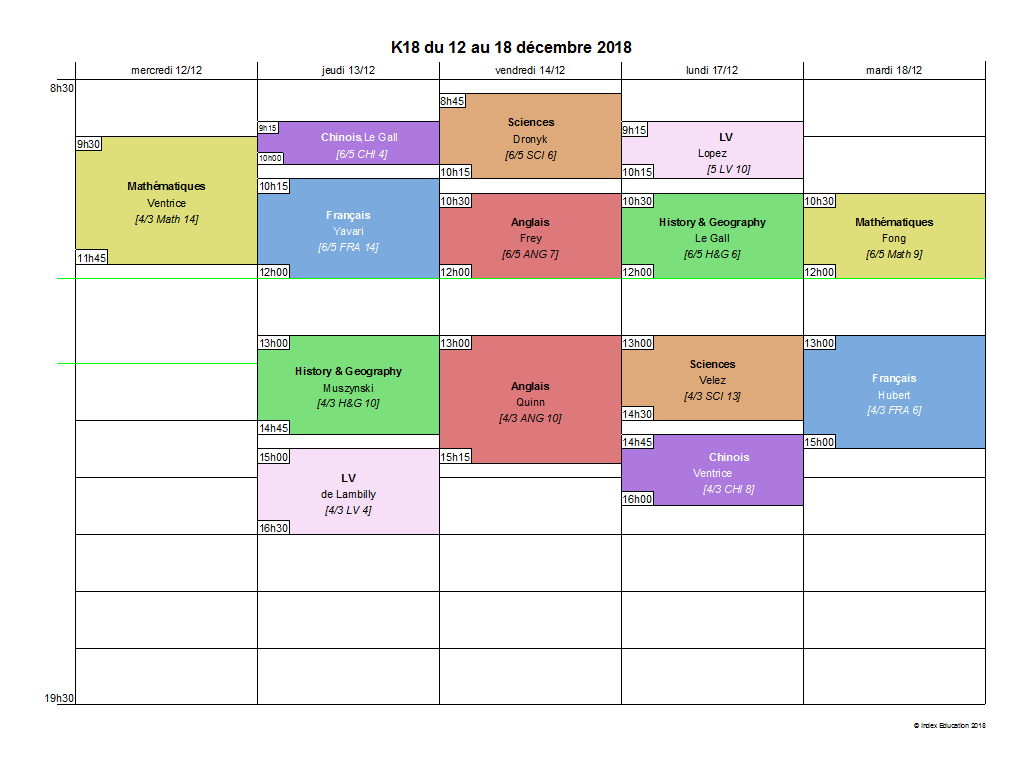 K18 du 12 au 18 décembre 2018
mercredi 12/12
jeudi 13/12
vendredi 14/12
lundi 17/12
mardi 18/12
8h30
9h30
Mathématiques
Ventrice
[4/3 Math 14]
11h45
9h15
Chinois, Le Gall
[6/5 CHI 4]
10h00
10h15
Français
Yavari
[6/5 FRA 14]
12h00
13h00
History & Geography
Muszynski
[4/3 H&G 10]
14h45
15h00
LV
de Lambilly
[4/3 LV 4]
16h30
8h45
Sciences
Dronyk
[6/5 SCI 6]
10h15
10h30
Anglais
Frey
[6/5 ANG 7]
12h00
13h00
Anglais
Quinn
[4/3 ANG 10]
15h15
9h15
LV
Lopez
[5 LV 10]
10h15
10h30
History & Geography
Le Gall
[6/5 H&G 6]
12h00
13h00
Sciences
Velez
[4/3 SCI 13]
14h30
14h45
Chinois
Ventrice
[4/3 CHI 8]
16h00
10h30
Mathématiques
Fong
[6/5 Math 9]
12h00
13h00
Français
Hubert
[4/3 FRA 6]
15h00
19h30
© Index Education 2018